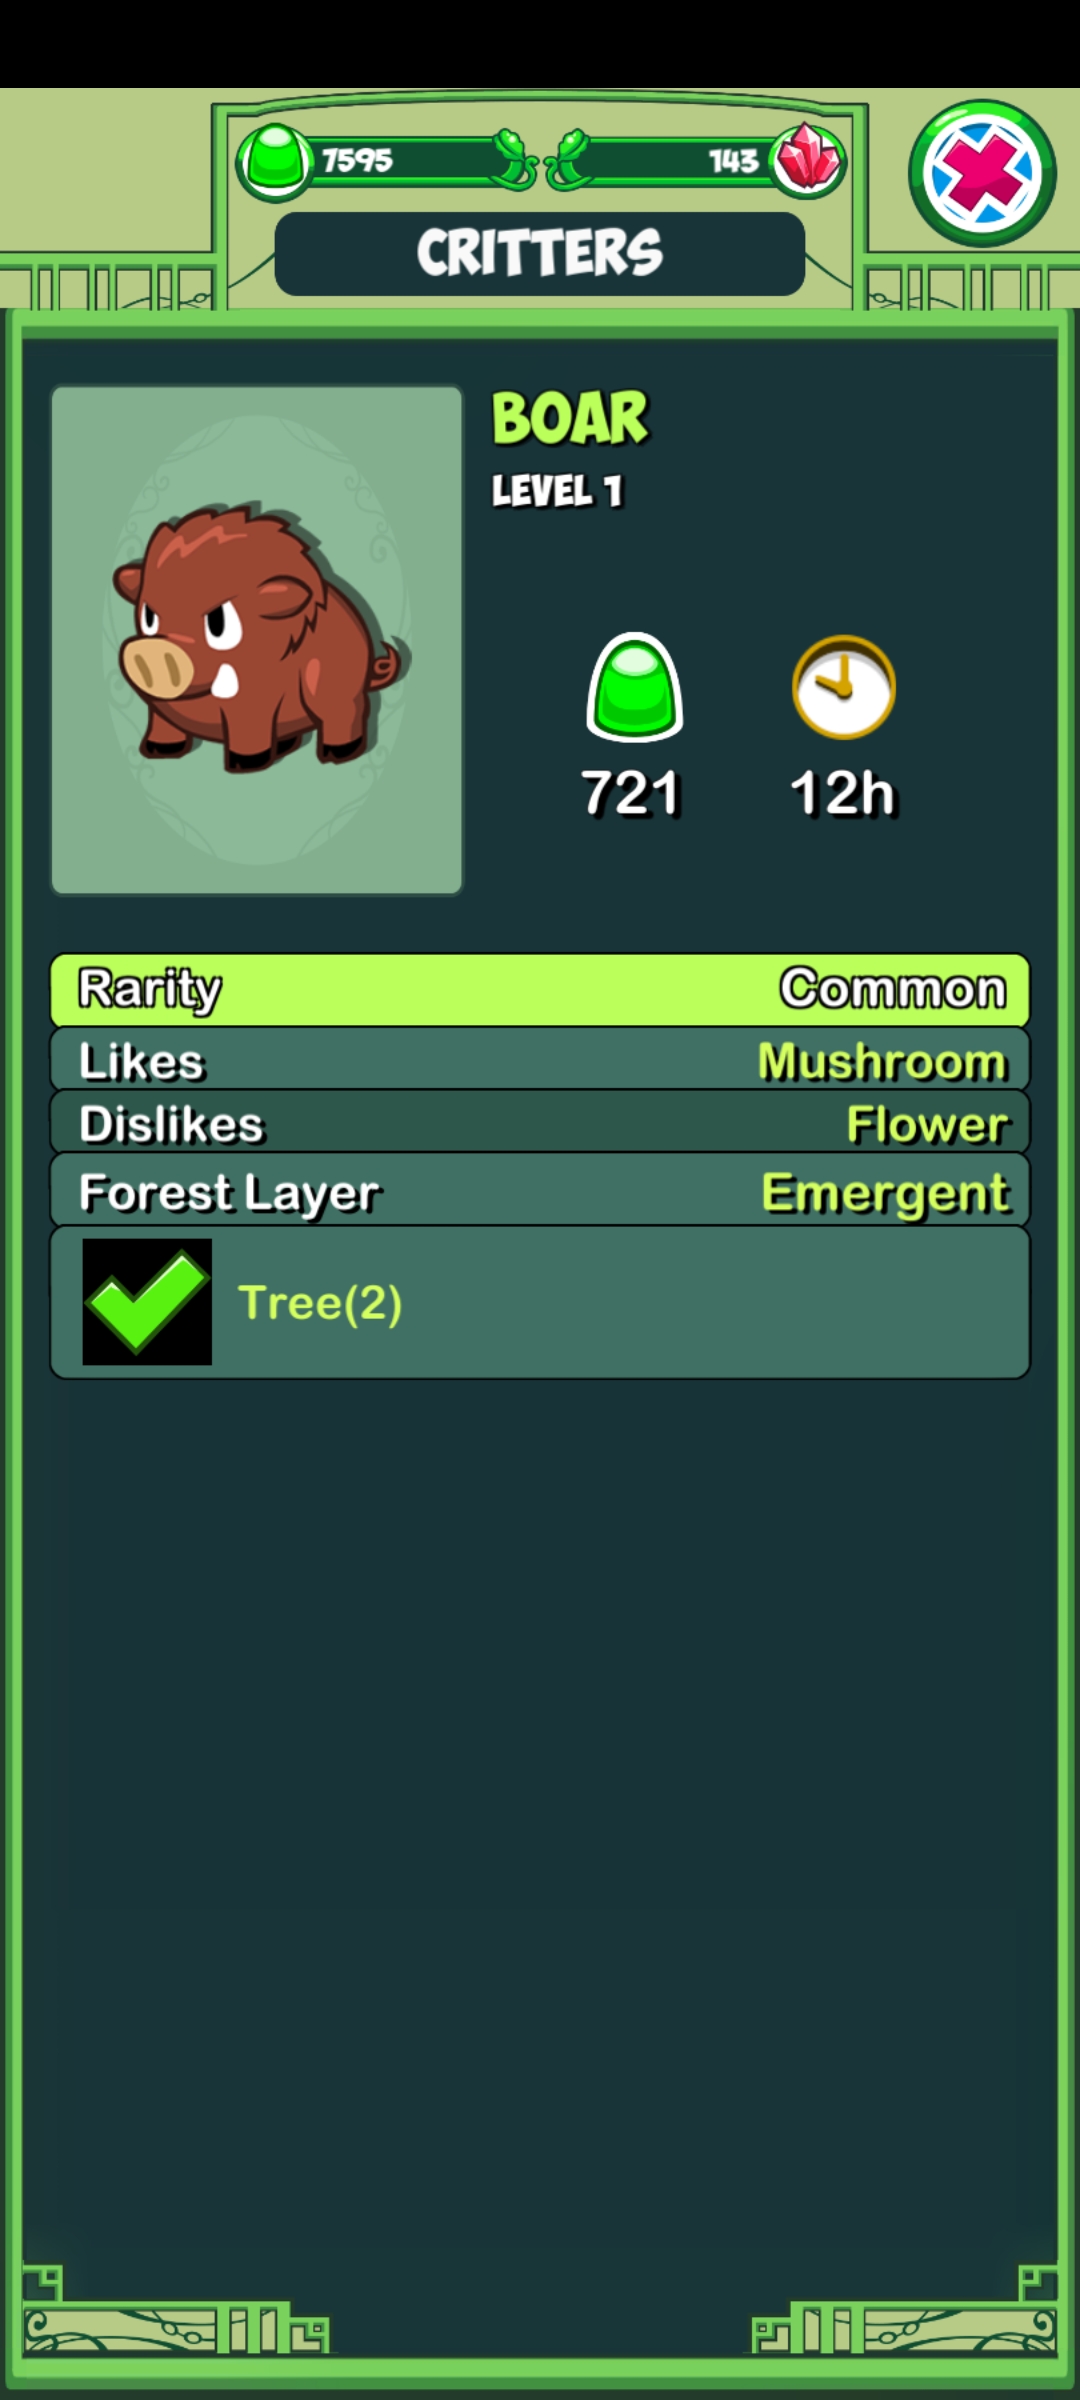 7595
143
CRITTERS
BOAR
LEVEL 1
721
12h
Rarity
Common
Likes
Mushroom
Dislikes
Flower
Forest Layer
Emergent
Tree(2)